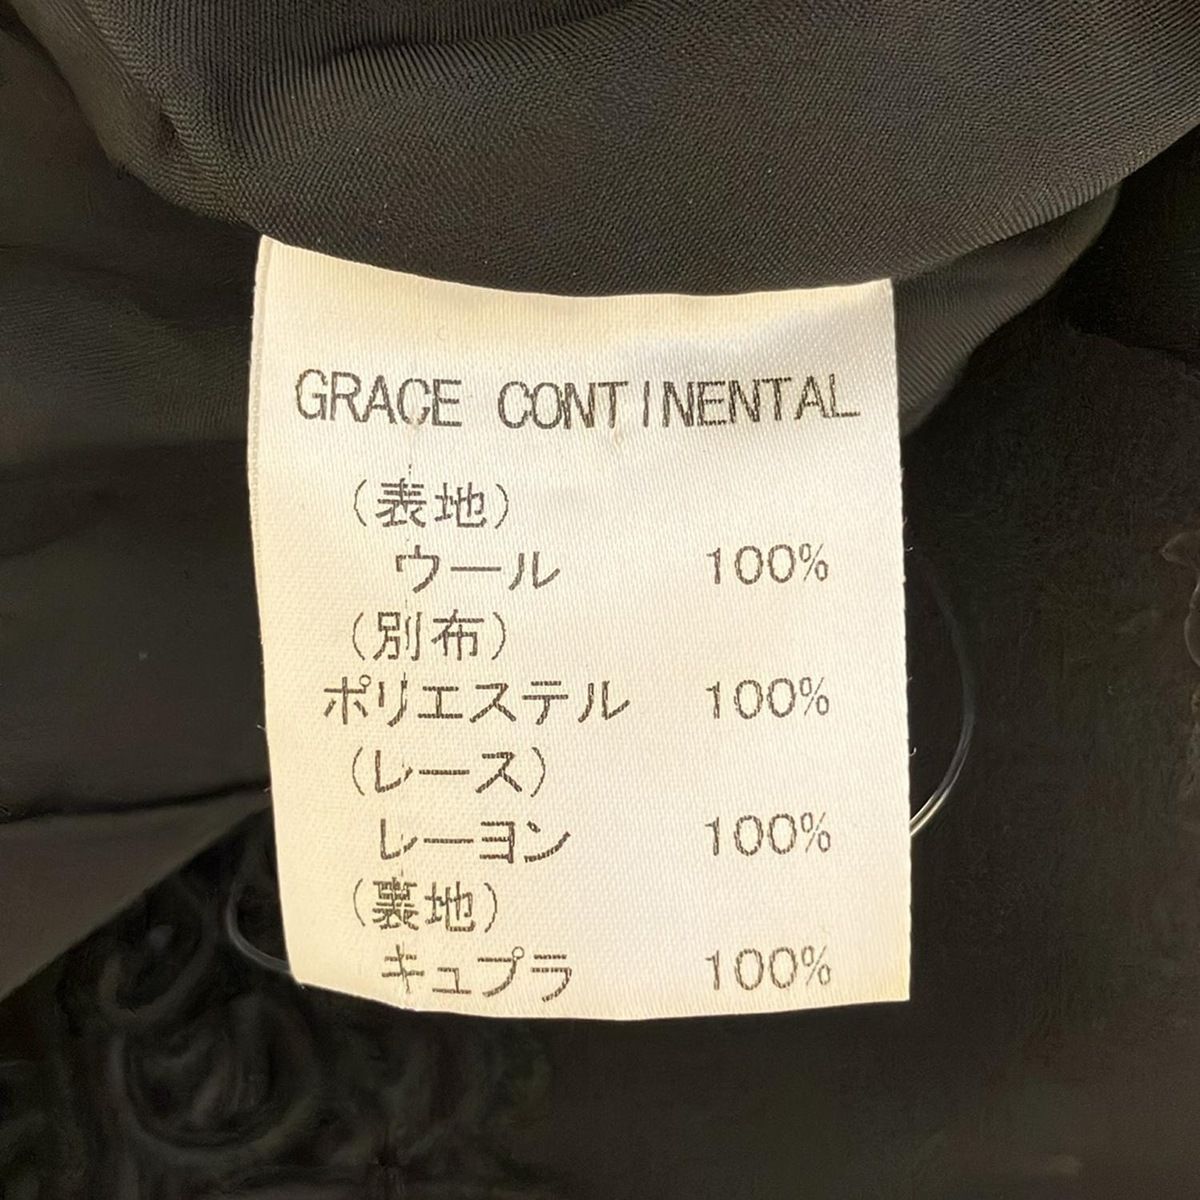 GRACE CONTINENTAL
(表地)
ウール 100%
(別布)
ポリエステル 100%
(レース)
レーヨン 100%
(裏地)
キュプラ 100%